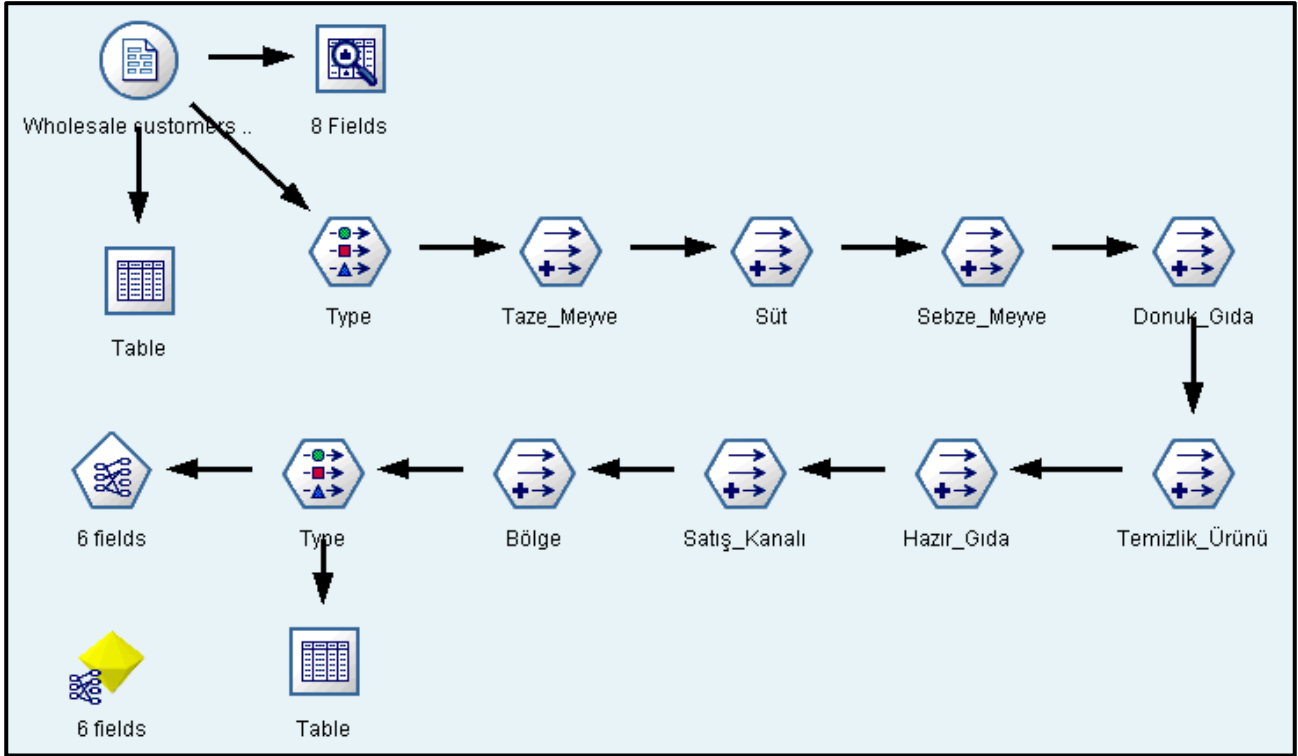 Wholesale customers ..
8 Fields
Table
Type
Taze_Meyve
Süt
Sebze_Meyve
Donuk_Gıda
6 fields
Type
Bölge
Satış_Kanalı
Hazır_Gıda
Temizlik_Ürünü
6 fields
Table